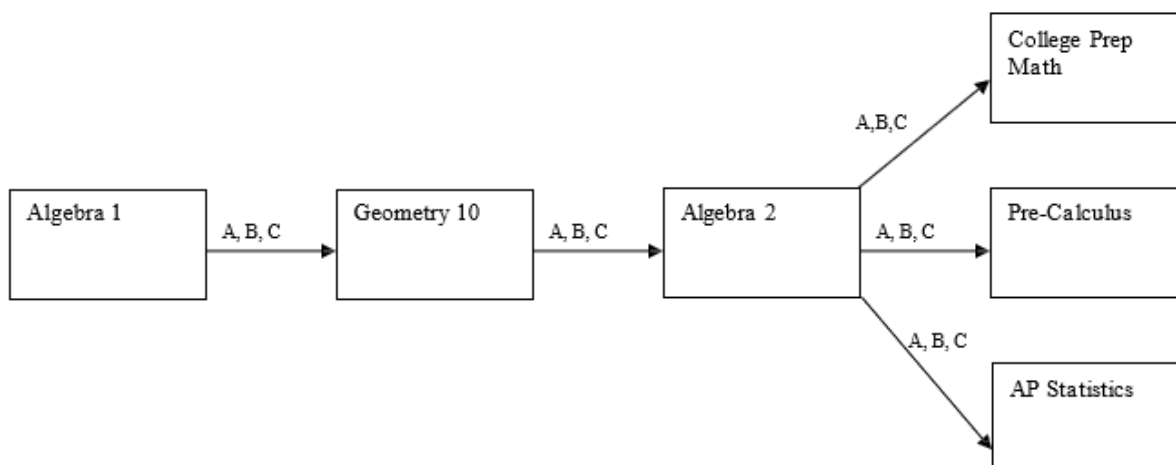 College Prep
Math
A,B,C
Algebra 1
A, B, C
Geometry 10
A, B, C
Algebra 2
A, B, C
Pre-Calculus
A, B, C
AP Statistics